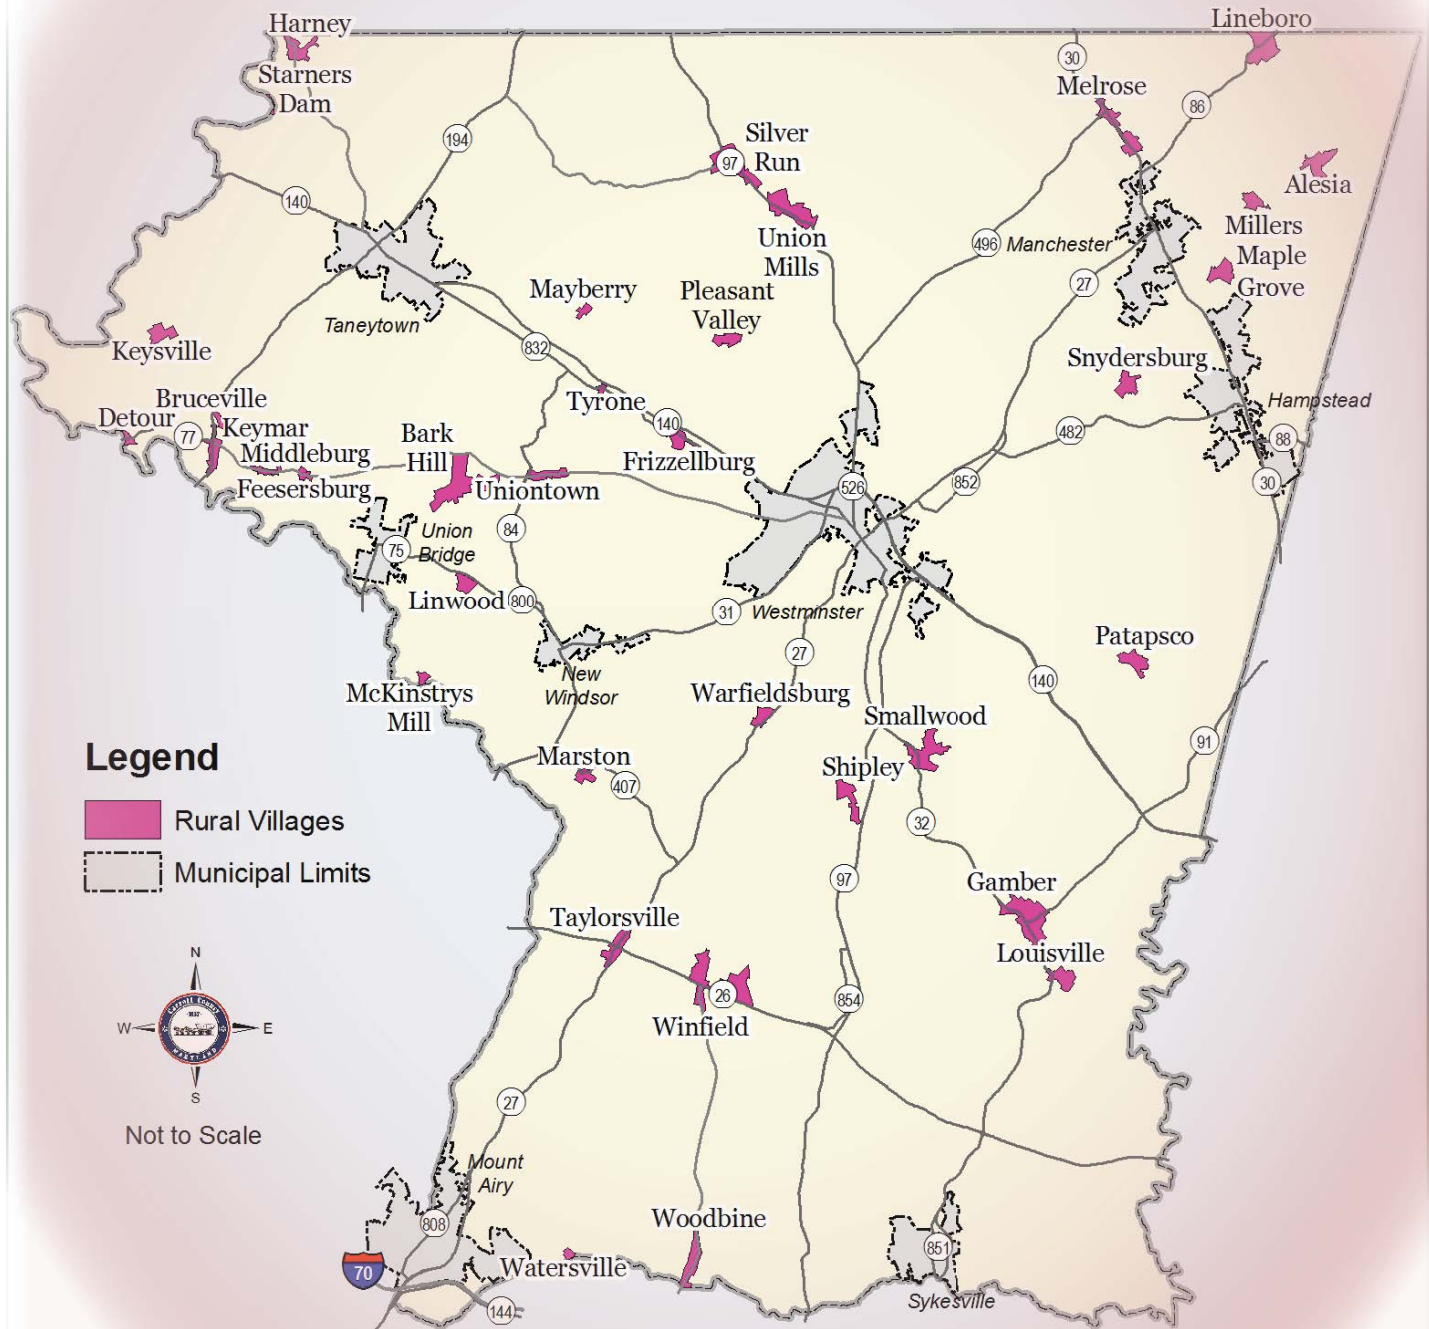 Harney
Lineboro
Starners
Dam
30
Melrose
86
194
Silver
Run
97
Alesia
140
Millers
Union
Mills
496
Manchester
Maple
Grove
27
Mayberry
Pleasant
Valley
Taneytown
Keysville
832
Snydersburg
Bruceville
Tyrone
Hampstead
Detour
77
Keymar
Bark
Hill
140
482
88
Middleburg
Frizzellburg
Feesersburg
Uniontown
526
852
30
84
Union
Bridge
75
Linwood
800
31
Westminster
Patapsco
27
New
Windsor
140
McKinstrys
Mill
Warfieldsburg
Smallwood
91
Legend
Marston
Shipley
407
Rural Villages
32
Municipal Limits
97
Gamber
Taylorsville
Louisville
N
26
854
W
E
Carroll County
1837
MARYLAND
Winfield
S
27
Not to Scale
Mount
Airy
808
Woodbine
851
70
Watersville
Sykesville
144